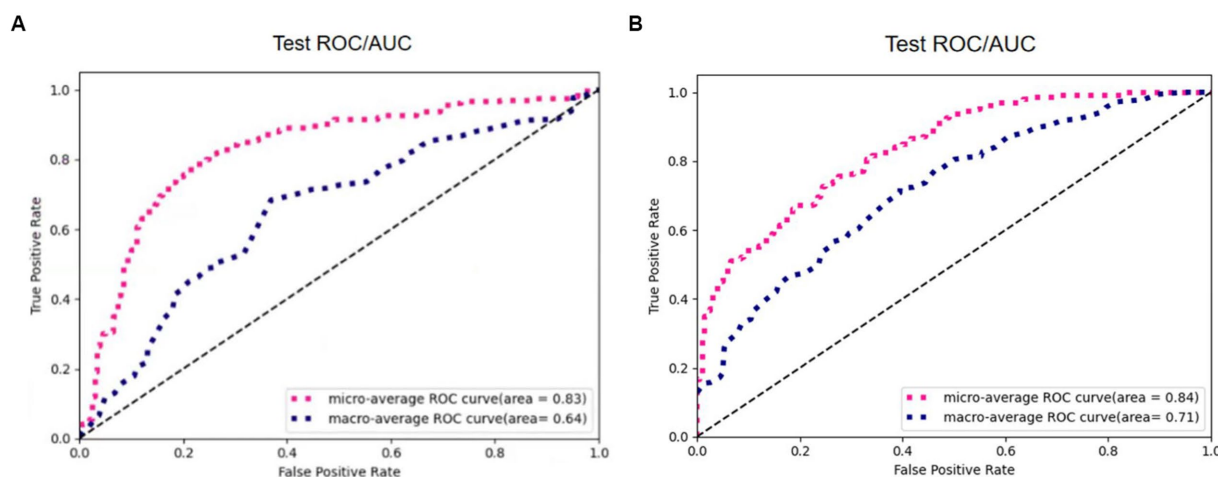 A
Test ROC/AUC
True Positive Rate
1.0
0.8
0.6
0.4
0.2
0.0
micro-average ROC curve(area = 0.83)
macro-average ROC curve(area= 0.64)
0.0 0.2 0.4 0.6 0.8 1.0
False Positive Rate
B
Test ROC/AUC
True Positive Rate
1.0
0.8
0.6
0.4
0.2
0.0
micro-average ROC curve(area = 0.84)
macro-average ROC curve(area = 0.71)
0.0 0.2 0.4 0.6 0.8 1.0
False Positive Rate